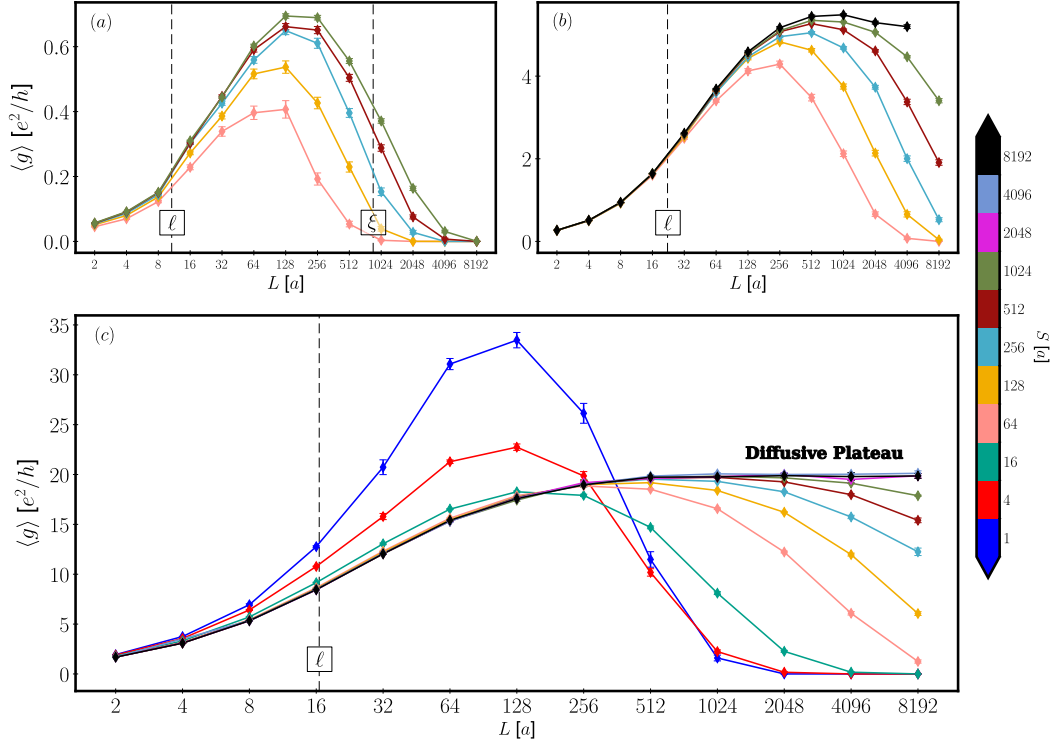 (a)
⟨g⟩ [e²/h]
0.6
0.4
0.2
0.0
ℓ
ξ
2 4 8 16 32 64 128 256 512 1024 2048 4096 8192
L [a]
(b)
4
2
0
ℓ
2 4 8 16 32 64 128 256 512 1024 2048 4096 8192
L [a]
(c)
⟨g⟩ [e²/h]
35
30
25
20
15
10
5
0
Diffusive Plateau
ℓ
2 4 8 16 32 64 128 256 512 1024 2048 4096 8192
L [a]
8192
4096
2048
1024
512
256
128
64
16
4
1
S [a]